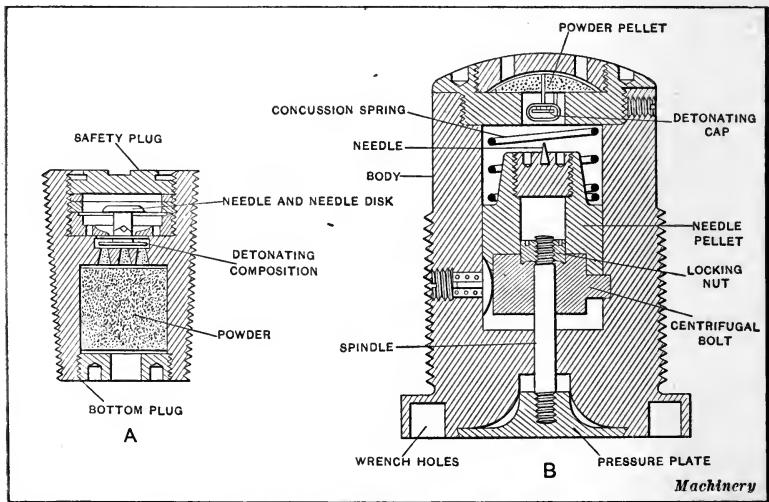 SAFETY PLUG
NEEDLE AND NEEDLE DISK
DETONATING
COMPOSITION
POWDER
BOTTOM PLUG
A
POWDER PELLET
CONCUSSION SPRING
DETONATING
CAP
NEEDLE
BODY
NEEDLE
PELLET
LOCKING
NUT
CENTRIFUGAL
BOLT
SPINDLE
WRENCH HOLES
B
PRESSURE PLATE
Machinery